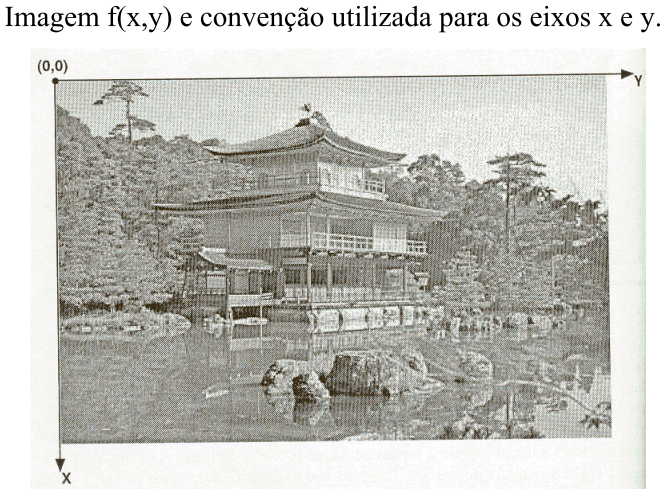 Imagem f(x,y) e convenção utilizada para os eixos x e y.
(0,0)
Y
X